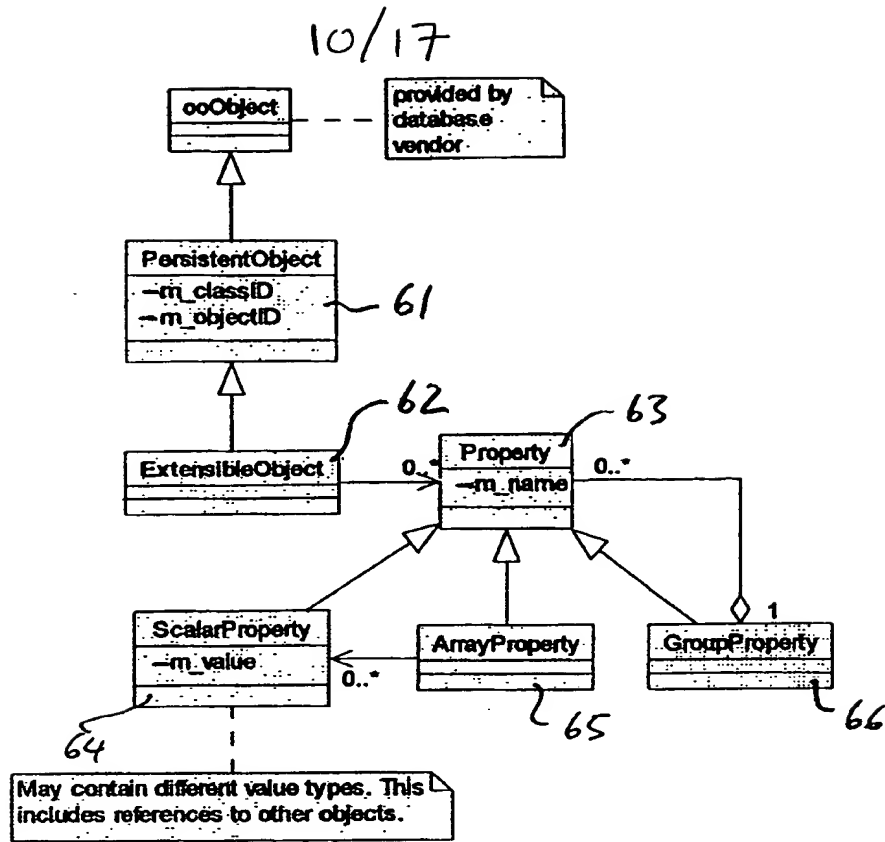 10/17
ooObject
provided by
database
vendor
PersistentObject
—m_classID
—m_objectID
61
62
ExtensibleObject
0..*
63
Property
—m_name
0..*
ScalarProperty
—m_value
0..*
64
ArrayProperty
65
1
GroupProperty
66
May contain different value types. This
includes references to other objects.